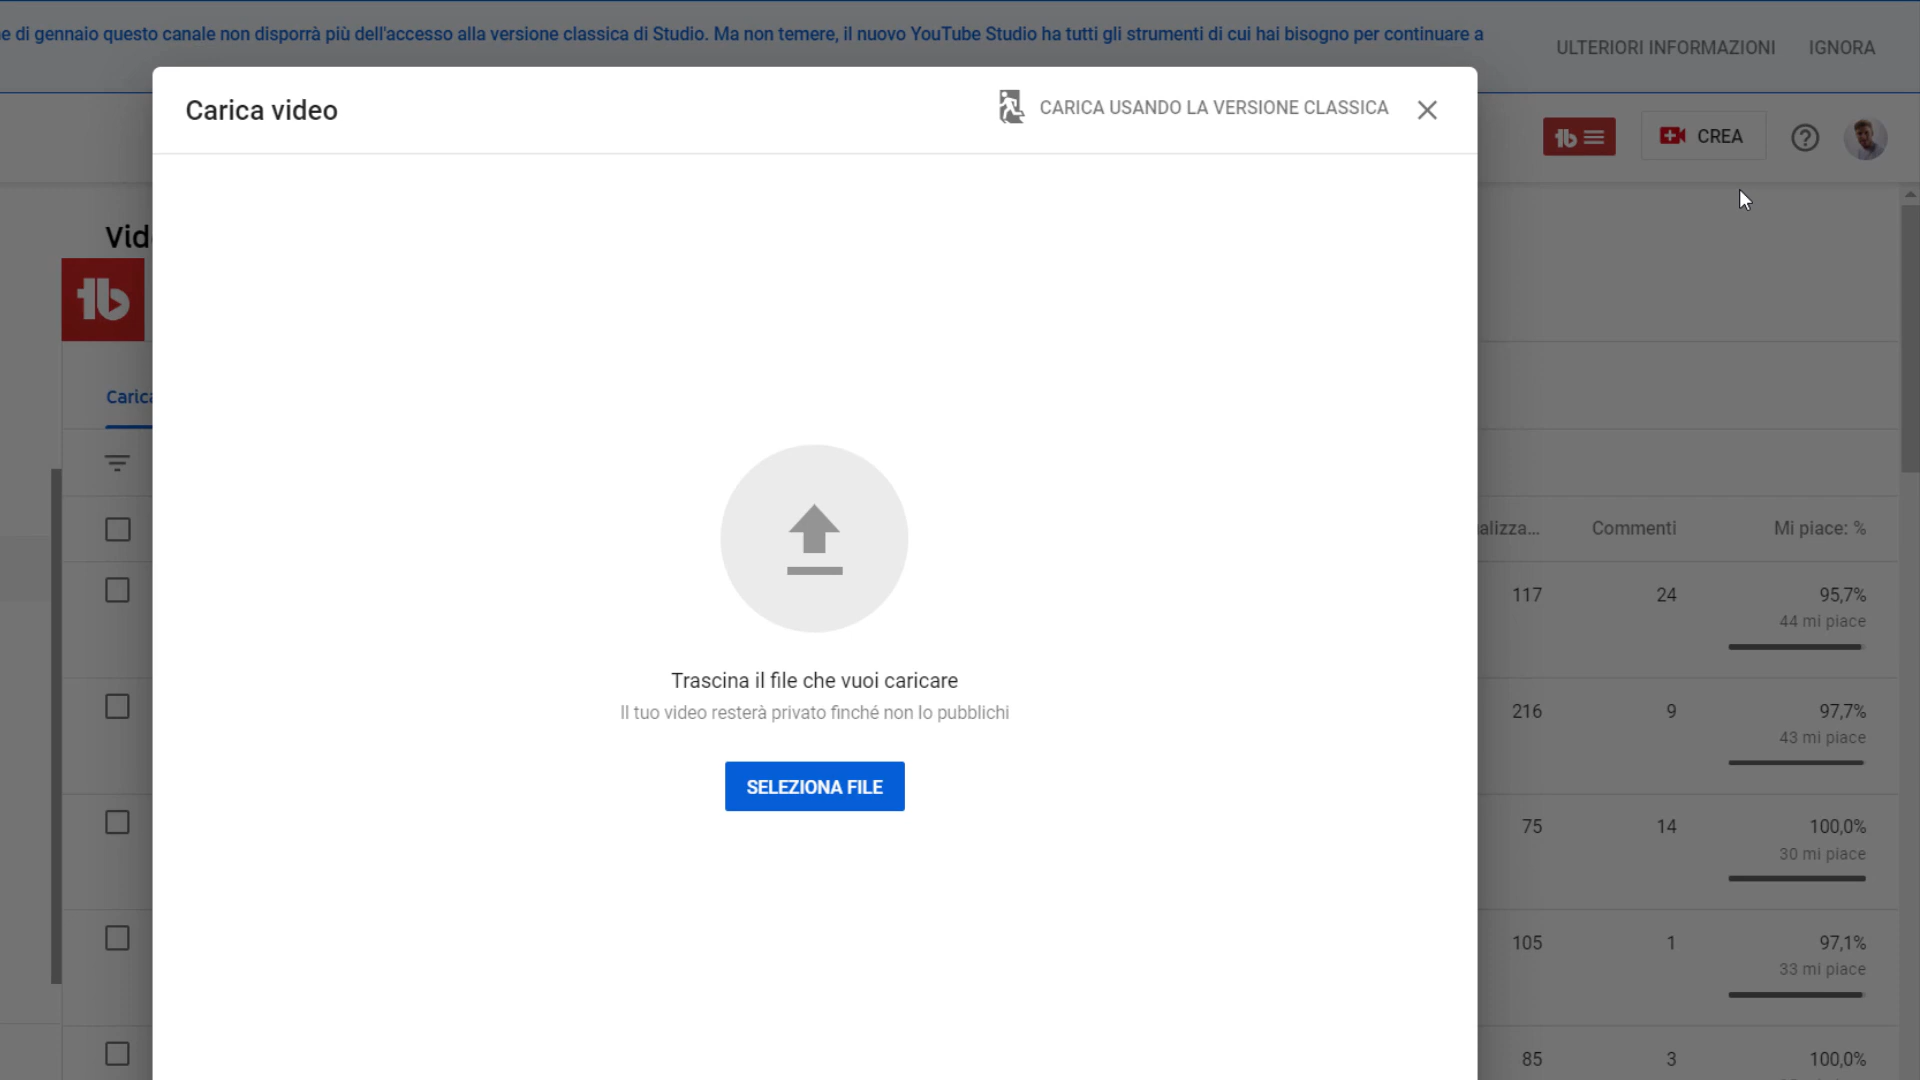 di gennaio questo canale non disporrà più dell'accesso alla versione classica di Studio. Ma non temere, il nuovo YouTube Studio ha tutti gli strumenti di cui hai bisogno per continuare a
ULTERIORI INFORMAZIONI
IGNORA
Carica video
CARICA USANDO LA VERSIONE CLASSICA
CREA
Vid
Carica
Commenti
Mi piace: %
117
24
95,7%
44 mi piace
216
9
97,7%
43 mi piace
Trascina il file che vuoi caricare
Il tuo video resterà privato finché non lo pubblichi
SELEZIONA FILE
75
14
100,0%
30 mi piace
105
1
97,1%
33 mi piace
85
3
100,0%